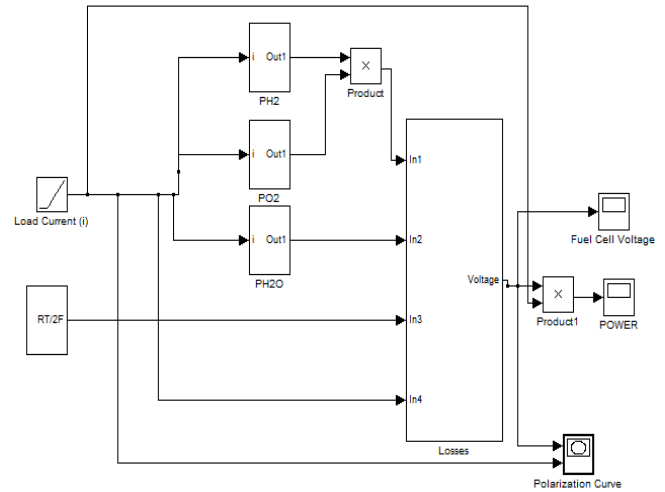 i Out1
PH2
X
Product
i Out1
PO2
Load Current (i)
i Out1
PH2O
In1
In2
In3
In4
Voltage
Losses
RT/2F
Fuel Cell Voltage
X
Product1
POWER
Polarization Curve